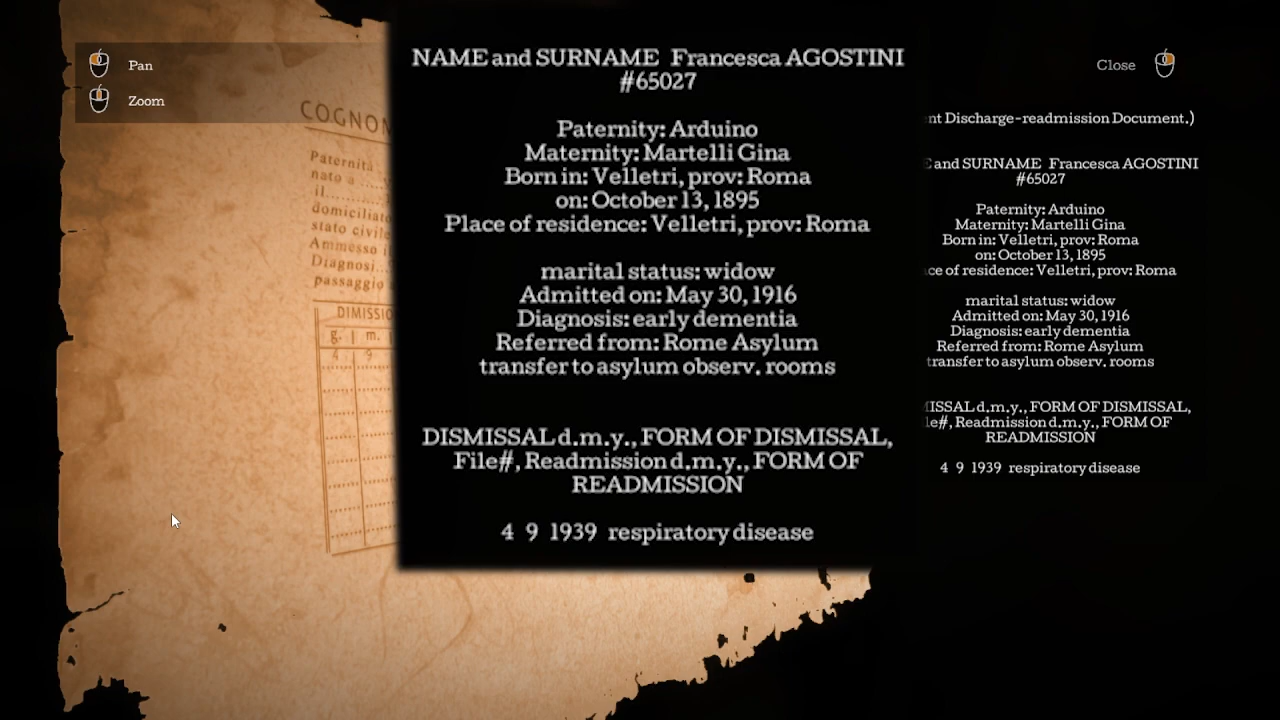 Pan
Zoom
Close
COGNOM
Paternità
nato a
il
domiciliato
stato civile
Ammesso i
Diagnosi
passaggio
DIMISSIO
g. m.
4 9
NAME and SURNAME Francesca AGOSTINI
#65027
Paternity: Arduino
Maternity: Martelli Gina
Born in: Velletri, prov: Roma
on: October 13, 1895
Place of residence: Velletri, prov: Roma
marital status: widow
Admitted on: May 30, 1916
Diagnosis: early dementia
Referred from: Rome Asylum
transfer to asylum observ. rooms
DISMISSAL d.m.y., FORM OF DISMISSAL,
File#, Readmission d.m.y., FORM OF
READMISSION
4 9 1939 respiratory disease
nt Discharge-readmission Document.)
E and SURNAME Francesca AGOSTINI
#65027
Paternity: Arduino
Maternity: Martelli Gina
Born in: Velletri, prov: Roma
on: October 13, 1895
ce of residence: Velletri, prov: Roma
marital status: widow
Admitted on: May 30, 1916
Diagnosis: early dementia
Referred from: Rome Asylum
transfer to asylum observ. rooms
ISSAL d.m.y., FORM OF DISMISSAL,
le#, Readmission d.m.y., FORM OF
READMISSION
4 9 1939 respiratory disease